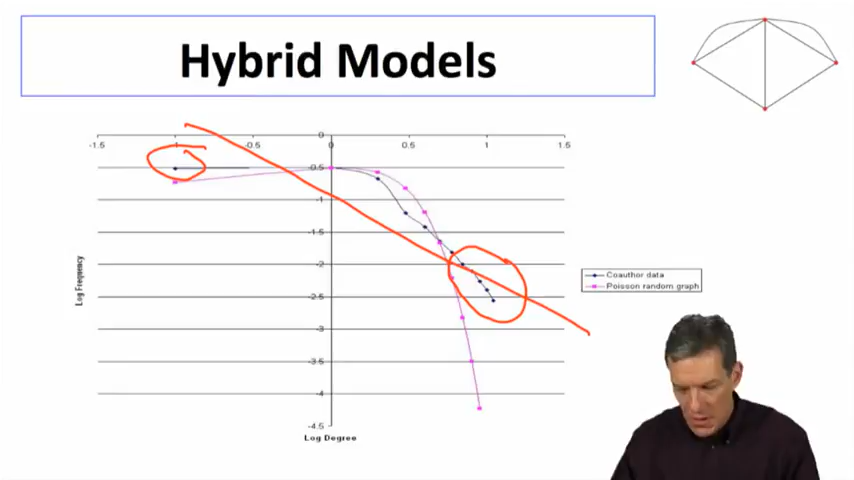 Hybrid Models
0
-1.5 -1 -0.5 0 0.5 1 1.5
-0.5
-1
-1.5
-2
-2.5
-3
-3.5
-4
-4.5
Log Frequency
Log Degree
Coauthor data
Poisson random graph